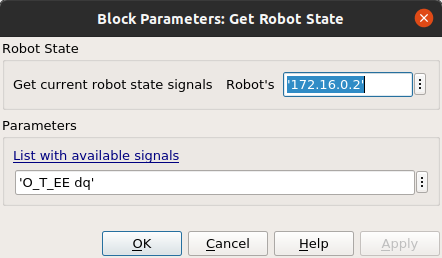 Block Parameters: Get Robot State
Robot State
Get current robot state signals Robot's '172.16.0.2'
Parameters
List with available signals
'O_T_EE dq'
OK Cancel Help Apply